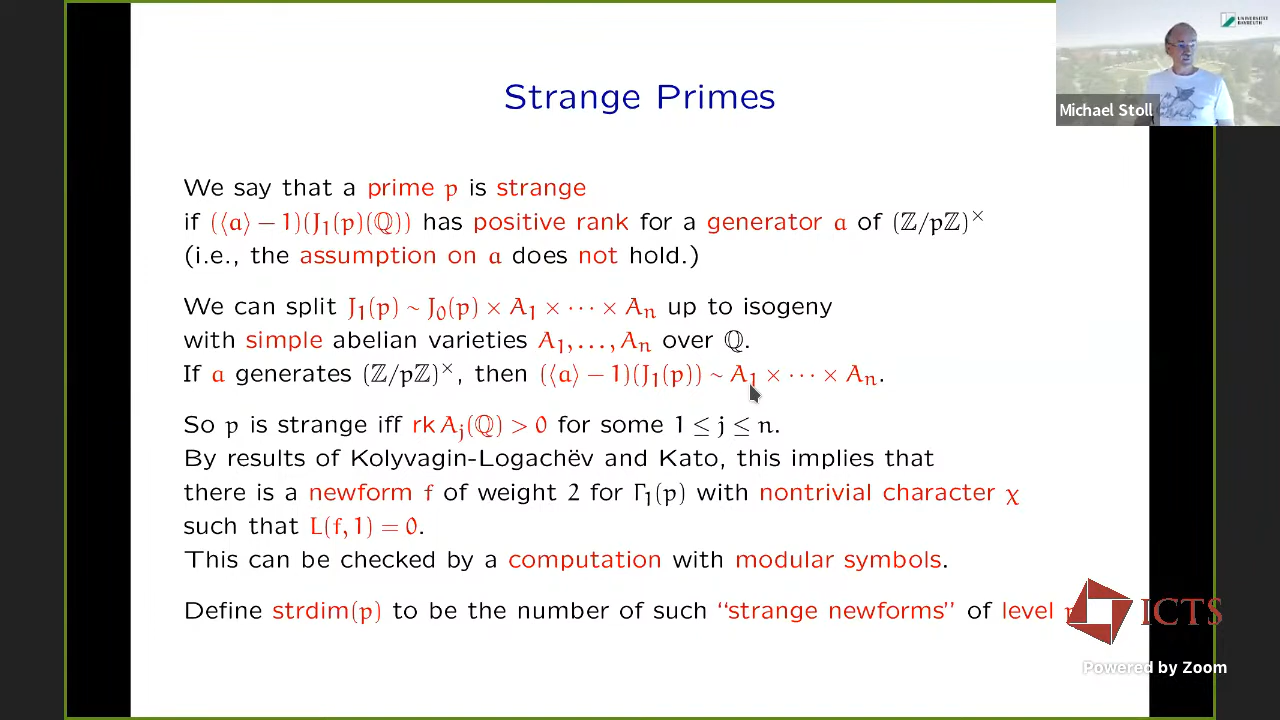 Strange Primes
We say that a prime p is strange
if (⟨a⟩ − 1)(J₁(p)(ℚ)) has positive rank for a generator a of (ℤ/pℤ)×
(i.e., the assumption on a does not hold.)
We can split J₁(p) ~ J₀(p) × A₁ × ··· × Aₙ up to isogeny
with simple abelian varieties A₁, ..., Aₙ over ℚ.
If a generates (ℤ/pℤ)×, then (⟨a⟩ − 1)(J₁(p)) ~ A₁ × ··· × Aₙ.
So p is strange iff rk Aⱼ(ℚ) > 0 for some 1 ≤ j ≤ n.
By results of Kolyvagin-Logachëv and Kato, this implies that
there is a newform f of weight 2 for Γ₁(p) with nontrivial character χ
such that L(f, 1) = 0.
This can be checked by a computation with modular symbols.
Define strdim(p) to be the number of such "strange newforms" of level
Michael Stoll
UNIVERSITÄT
BAYREUTH
ICTS
Powered by Zoom